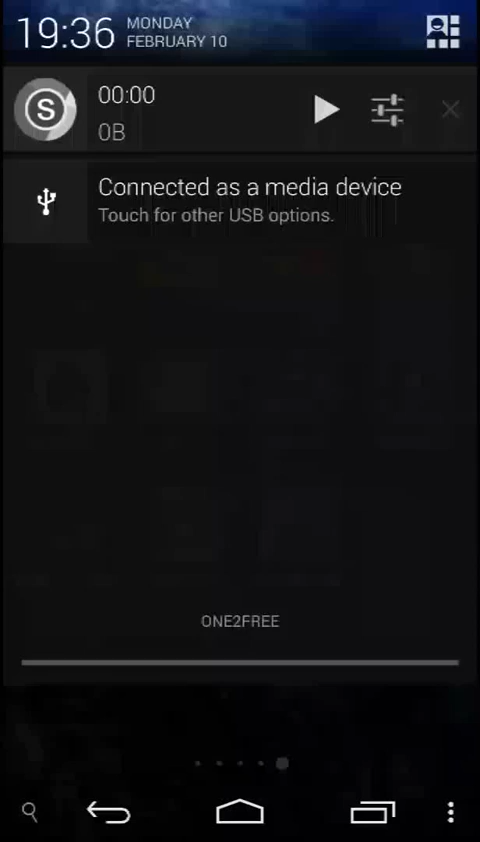 19:36
MONDAY
FEBRUARY 10
S
00:00
0B
Connected as a media device
Touch for other USB options.
ONE2FREE